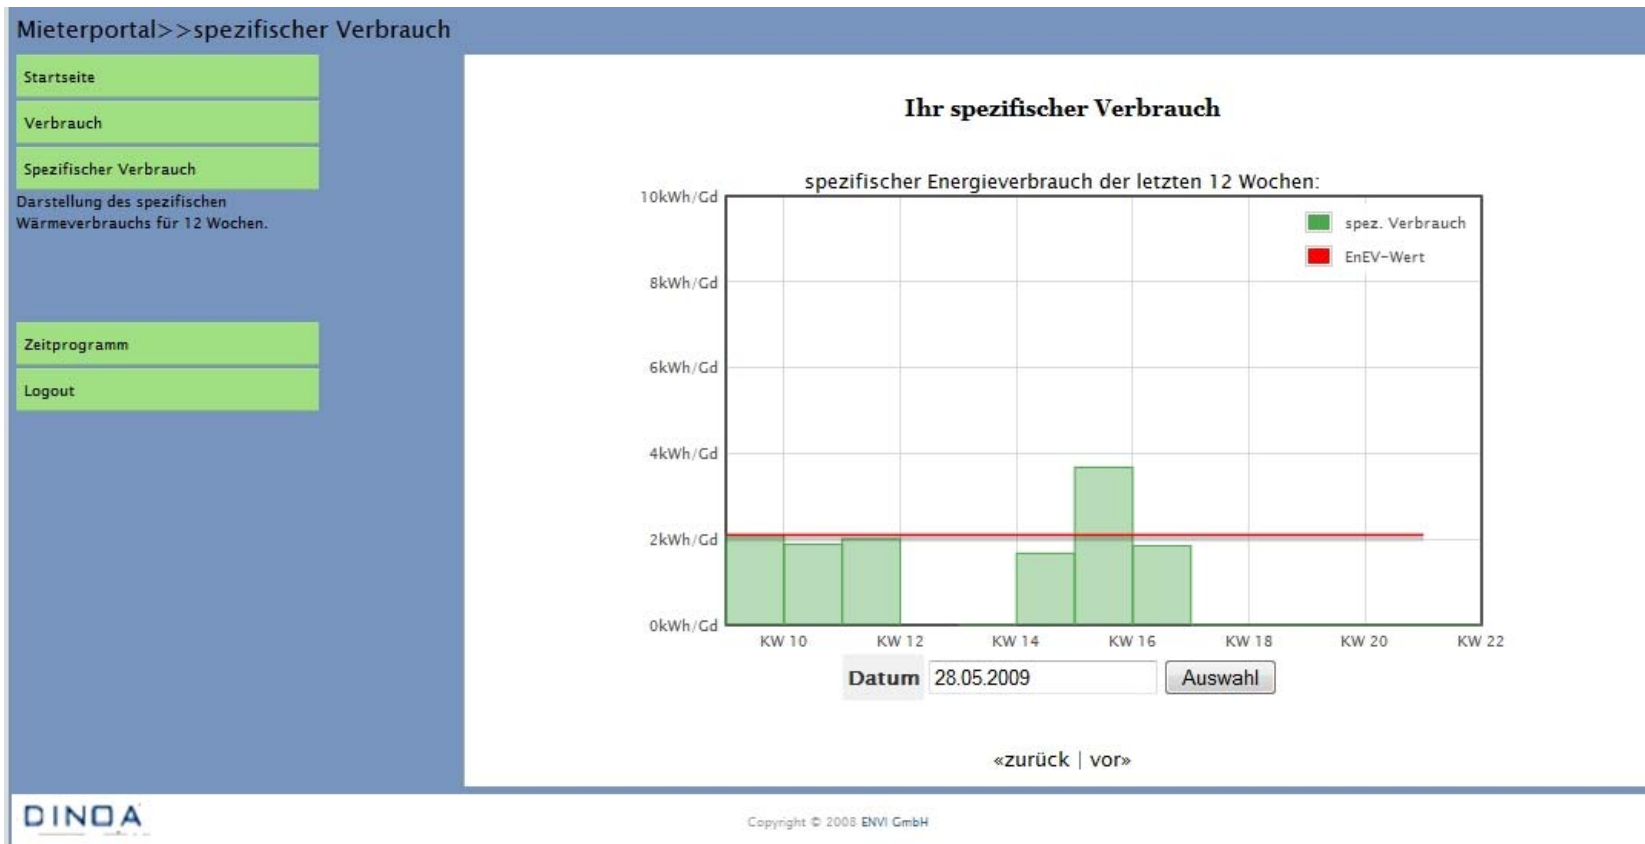 Mieterportal>>spezifischer Verbrauch
Startseite
Verbrauch
Spezifischer Verbrauch
Darstellung des spezifischen
Wärmeverbrauchs für 12 Wochen.
Zeitprogramm
Logout
Ihr spezifischer Verbrauch
spezifischer Energieverbrauch der letzten 12 Wochen:
10kWh/Gd
8kWh/Gd
6kWh/Gd
4kWh/Gd
2kWh/Gd
0kWh/Gd
spez. Verbrauch
EnEV-Wert
KW 10 KW 12 KW 14 KW 16 KW 18 KW 20 KW 22
Datum 28.05.2009 Auswahl
«zurück | vor»
DINOA
Copyright © 2008 ENVI GmbH